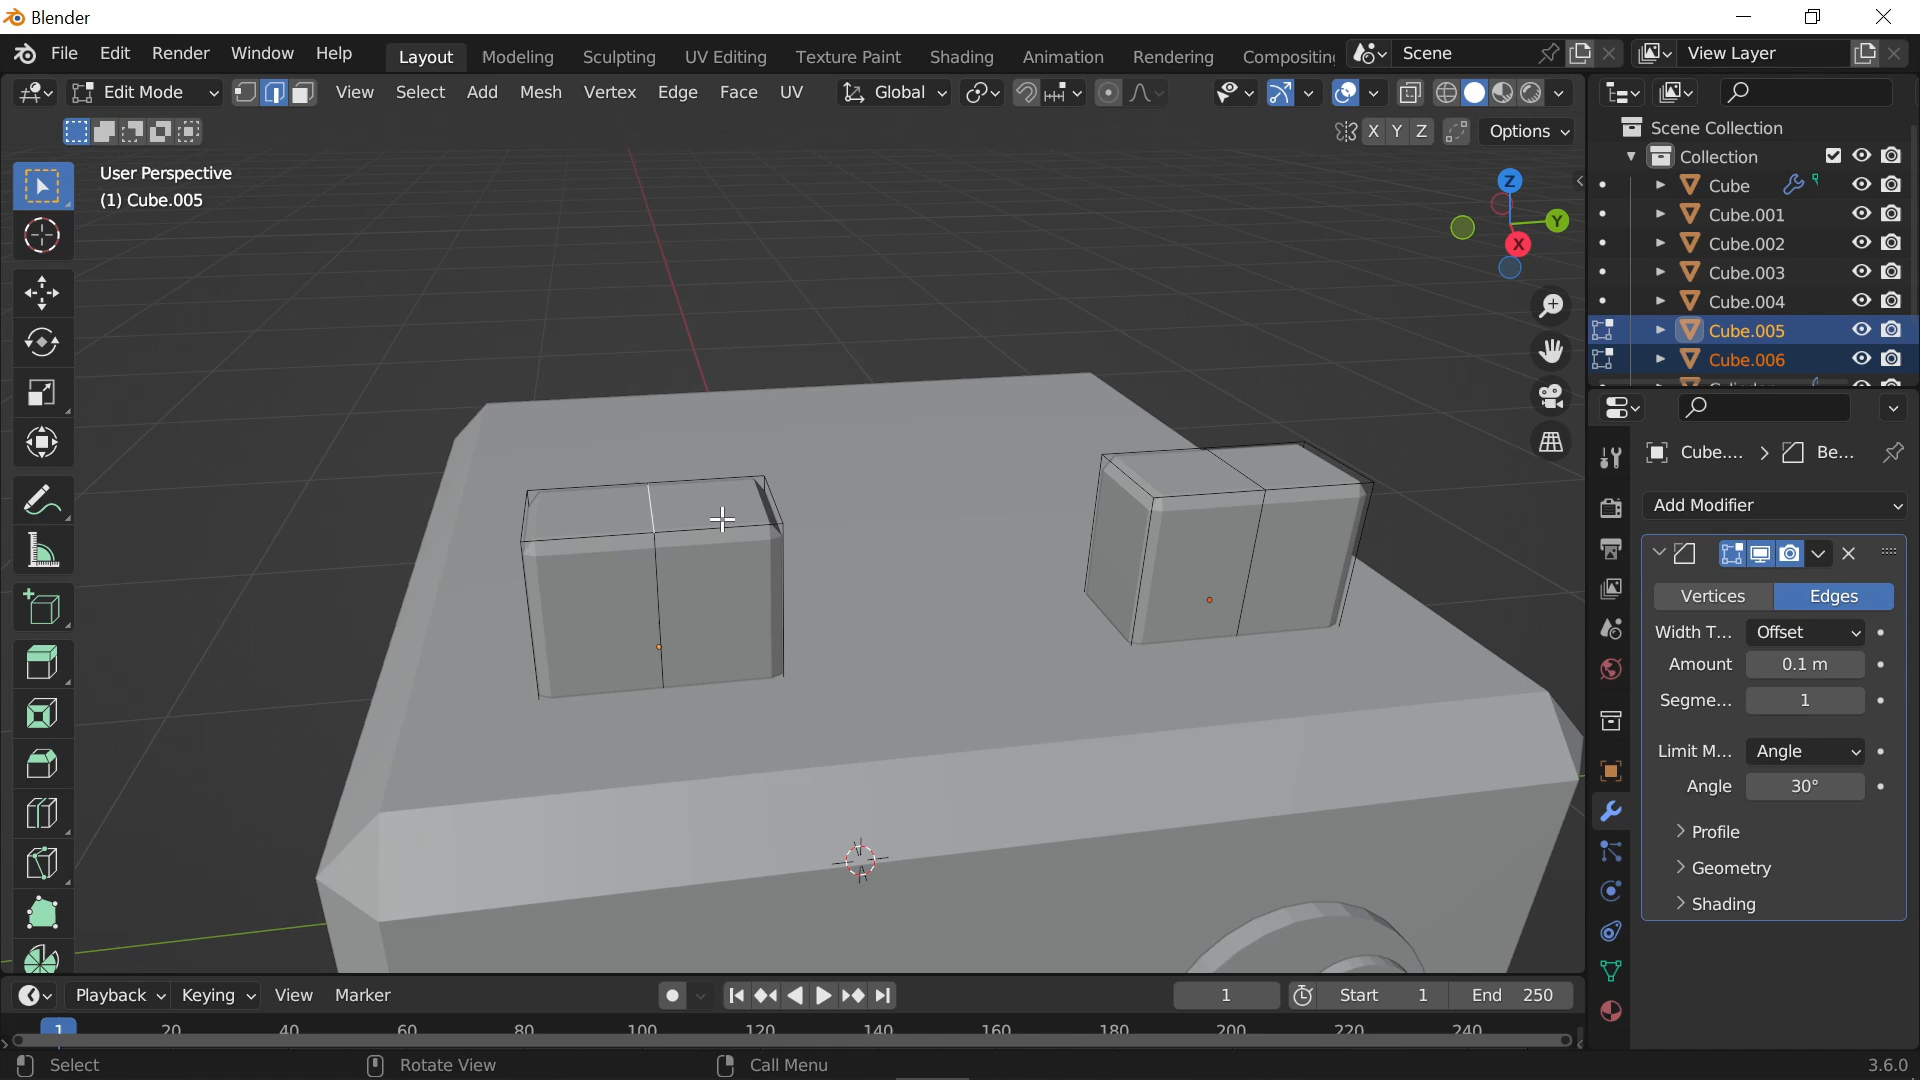 Blender
File Edit Render Window Help Layout Modeling Sculpting UV Editing Texture Paint Shading Animation Rendering Compositin Scene View Layer
Edit Mode View Select Add Mesh Vertex Edge Face UV Global
X Y Z Options
User Perspective
(1) Cube.005
Z
Y
X
Scene Collection
Collection
Cube
Cube.001
Cube.002
Cube.003
Cube.004
Cube.005
Cube.006
Cube.... > Be...
Add Modifier
Vertices Edges
Width T... Offset
Amount 0.1 m
Segme... 1
Limit M... Angle
Angle 30°
Profile
Geometry
Shading
Playback Keying View Marker 1 Start 1 End 250
1 20 40 60 80 100 120 140 160 180 200 220 240
Select Rotate View Call Menu 3.6.0